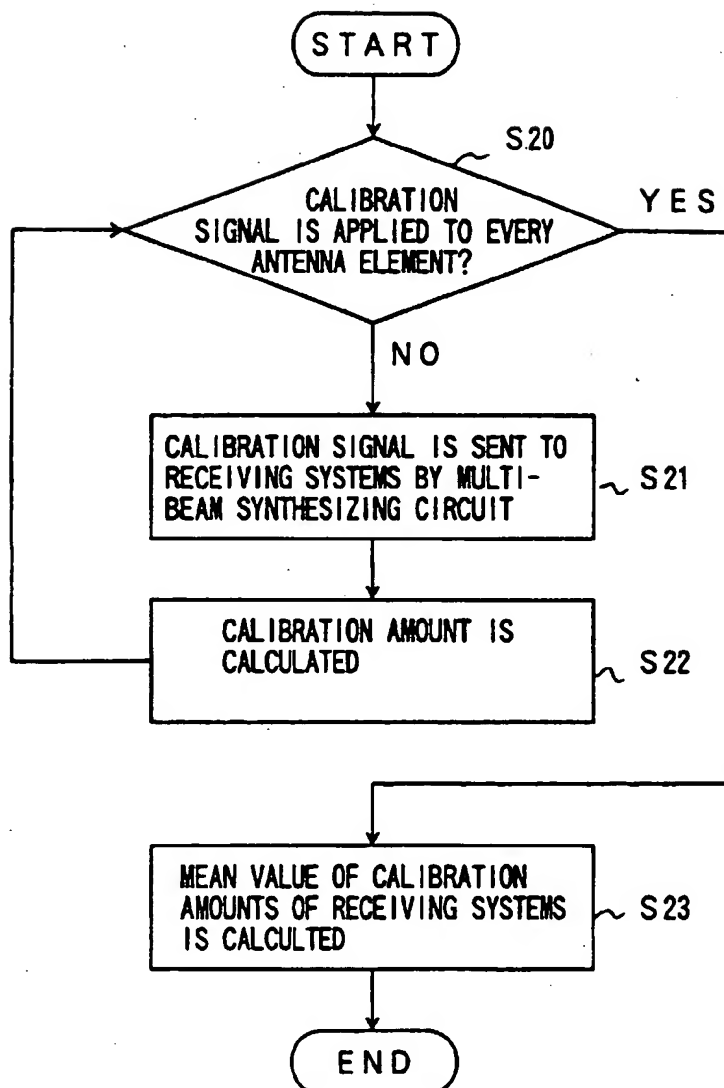 START
S20
CALIBRATION
SIGNAL IS APPLIED TO EVERY
ANTENNA ELEMENT?
YES
NO
CALIBRATION SIGNAL IS SENT TO
RECEIVING SYSTEMS BY MULTI-
BEAM SYNTHESIZING CIRCUIT
S21
CALIBRATION AMOUNT IS
CALCULATED
S22
MEAN VALUE OF CALIBRATION
AMOUNTS OF RECEIVING SYSTEMS
IS CALCULTED
S23
END